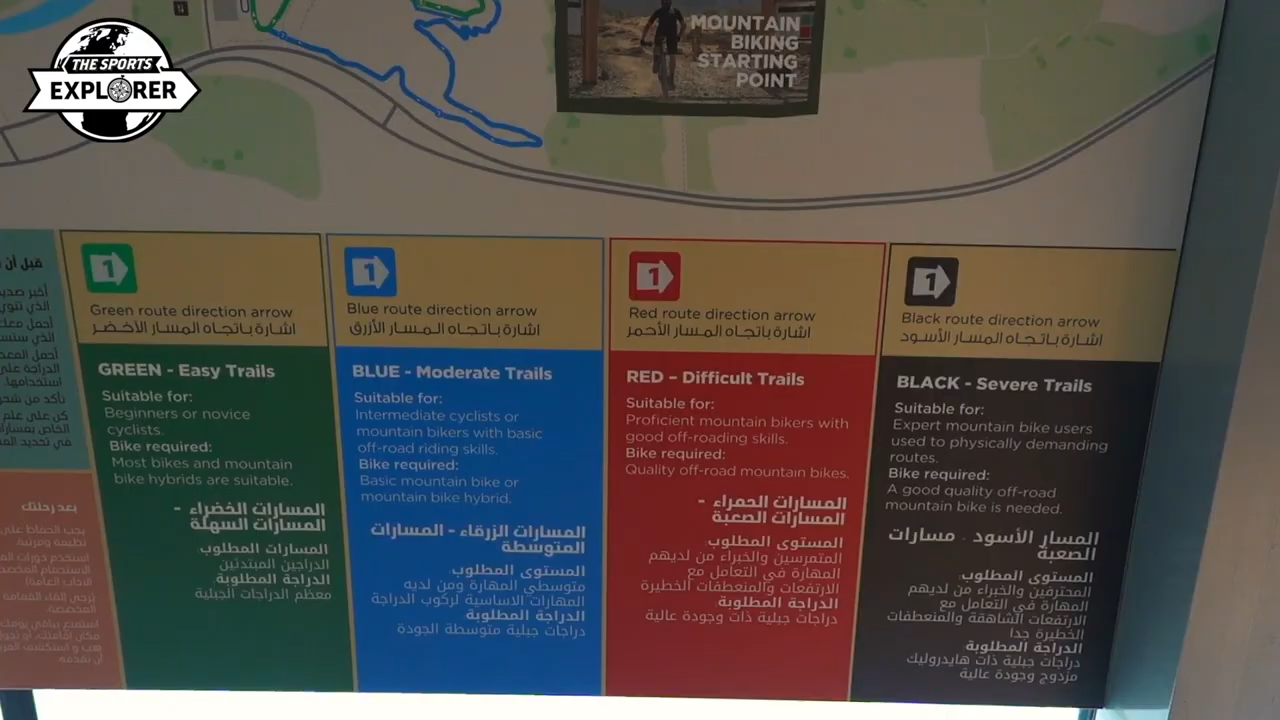 THE SPORTS
EXPLORER
MOUNTAIN
BIKING
STARTING
POINT
1
Green route direction arrow
اشارة باتجاه المسار الأخضر
GREEN - Easy Trails
Suitable for:
Beginners or novice
cyclists.
Bike required:
Most bikes and mountain
bike hybrids are suitable.
المسارات الخضراء -
المسارات السهلة
المسارات المطلوب
الدراجين المبتدئين
الدراجة المطلوبة
معظم الدراجات الجبلية
1
Blue route direction arrow
اشارة باتجاه المسار الأزرق
BLUE - Moderate Trails
Suitable for:
Intermediate cyclists or
mountain bikers with basic
off-road riding skills.
Bike required:
Basic mountain bike or
mountain bike hybrid.
المسارات الزرقاء - المسارات
المتوسطة
المستوى المطلوب
متوسطي المهارة ومن لديه
المهارات الاساسية لركوب الدراجة
الدراجة المطلوبة
دراجات جبلية متوسطة الجودة
1
Red route direction arrow
اشارة باتجاه المسار الأحمر
RED – Difficult Trails
Suitable for:
Proficient mountain bikers with
good off-roading skills.
Bike required:
Quality off-road mountain bikes.
المسارات الحمراء -
المسارات الصعبة
المستوى المطلوب
المتمرسين والخبراء من لديهم
المهارة في التعامل مع
الارتفعات والمنعطفات الخطيرة
الدراجة المطلوبة
دراجات جبلية ذات وجودة عالية
1
Black route direction arrow
اشارة باتجاه المسار الأسود
BLACK - Severe Trails
Suitable for:
Expert mountain bike users
used to physically demanding
routes.
Bike required:
A good quality off-road
mountain bike is needed.
المسار الأسود - مسارات
الصعبة
المستوى المطلوب
المحترفين والخبراء من لديهم
المهارة في التعامل مع
الارتفعات الشاهقة والمنعطفات
الخطيرة جدا
الدراجة المطلوبة
دراجات جبلية ذات هايدروليك
مزدوج وجودة عالية